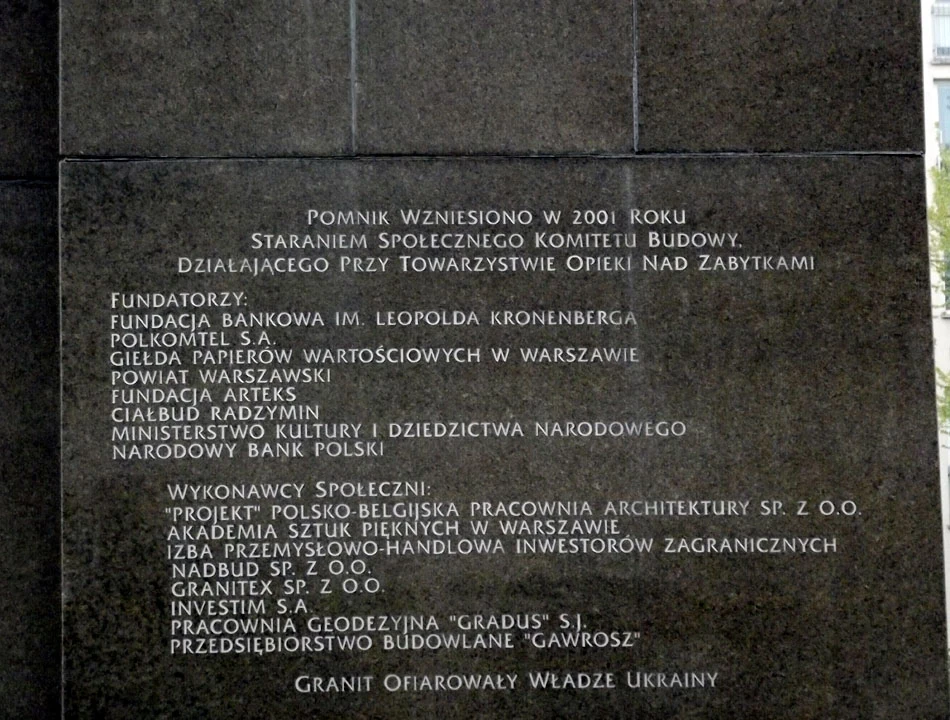 POMNIK WZNIESIONO W 2001 ROKU
STARANIEM SPOŁECZNEGO KOMITETU BUDOWY,
DZIAŁAJĄCEGO PRZY TOWARZYSTWIE OPIEKI NAD ZABYTKAMI
FUNDATORZY:
FUNDACJA BANKOWA IM. LEOPOLDA KRONENBERGA
POLKOMTEL S.A.
GIEŁDA PAPIERÓW WARTOŚCIOWYCH W WARSZAWIE
POWIAT WARSZAWSKI
FUNDACJA ARTEKS
CIAŁBUD RADZYMIN
MINISTERSTWO KULTURY I DZIEDZICTWA NARODOWEGO
NARODOWY BANK POLSKI
WYKONAWCY SPOŁECZNI:
"PROJEKT" POLSKO-BELGIJSKA PRACOWNIA ARCHITEKTURY SP. Z O.O.
AKADEMIA SZTUK PIĘKNYCH W WARSZAWIE
IZBA PRZEMYSŁOWO-HANDLOWA INWESTORÓW ZAGRANICZNYCH
NADBUD SP. Z O.O.
GRANITEX SP. Z O.O.
INVESTIM S.A.
PRACOWNIA GEODEZYJNA "GRADUS" S.J.
PRZEDSIĘBIORSTWO BUDOWLANE "GAWROSZ"
GRANIT OFIAROWAŁY WŁADZE UKRAINY